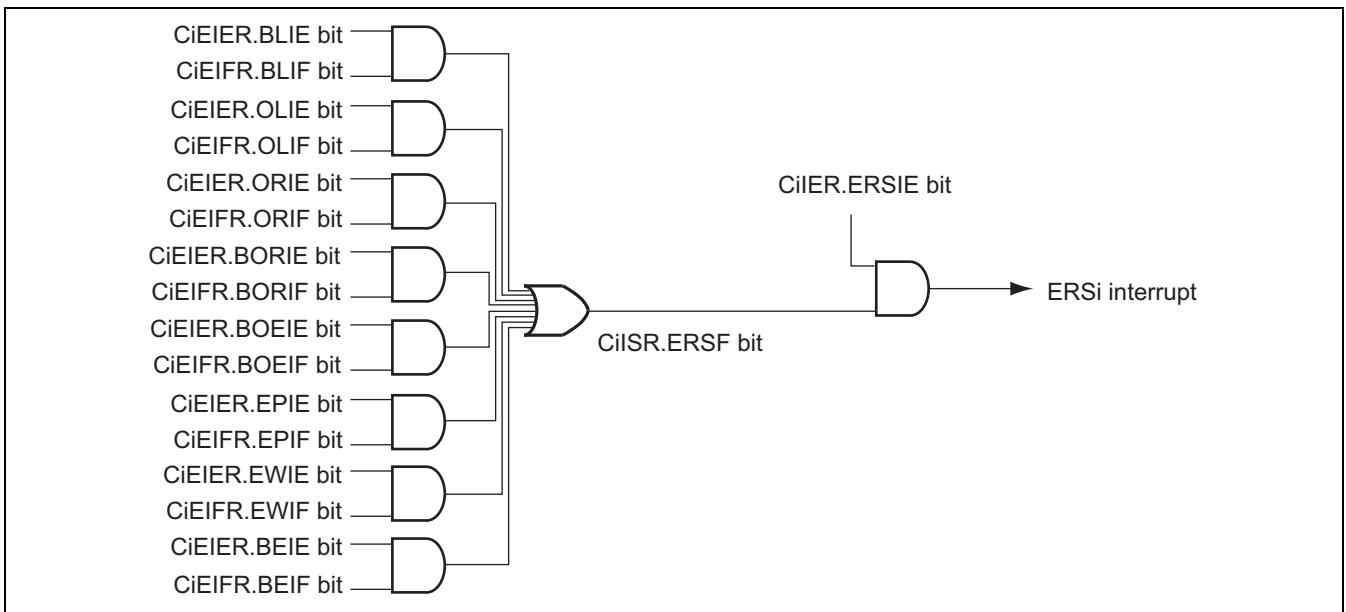 CiEIER.BLIE bit
CiEIFR.BLIF bit
CiEIER.OLIE bit
CiEIFR.OLIF bit
CiEIER.ORIE bit
CiEIFR.ORIF bit
CiEIER.BORIE bit
CiEIFR.BORIF bit
CiEIER.BOEIE bit
CiEIFR.BOEIF bit
CiEIER.EPIE bit
CiEIFR.EPIF bit
CiEIER.EWIE bit
CiEIFR.EWIF bit
CiEIER.BEIE bit
CiEIFR.BEIF bit
CiISR.ERSF bit
CiIER.ERSIE bit
ERSi interrupt